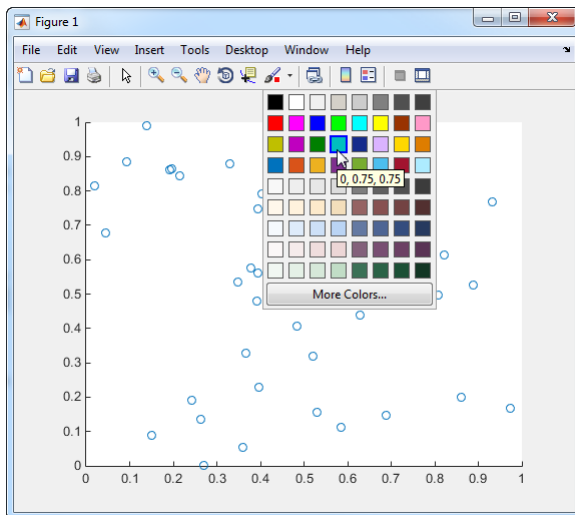 Figure 1
File Edit View Insert Tools Desktop Window Help
0, 0.75, 0.75
More Colors...
1
0.9
0.8
0.7
0.6
0.5
0.4
0.3
0.2
0.1
0
0 0.1 0.2 0.3 0.4 0.5 0.6 0.7 0.8 0.9 1